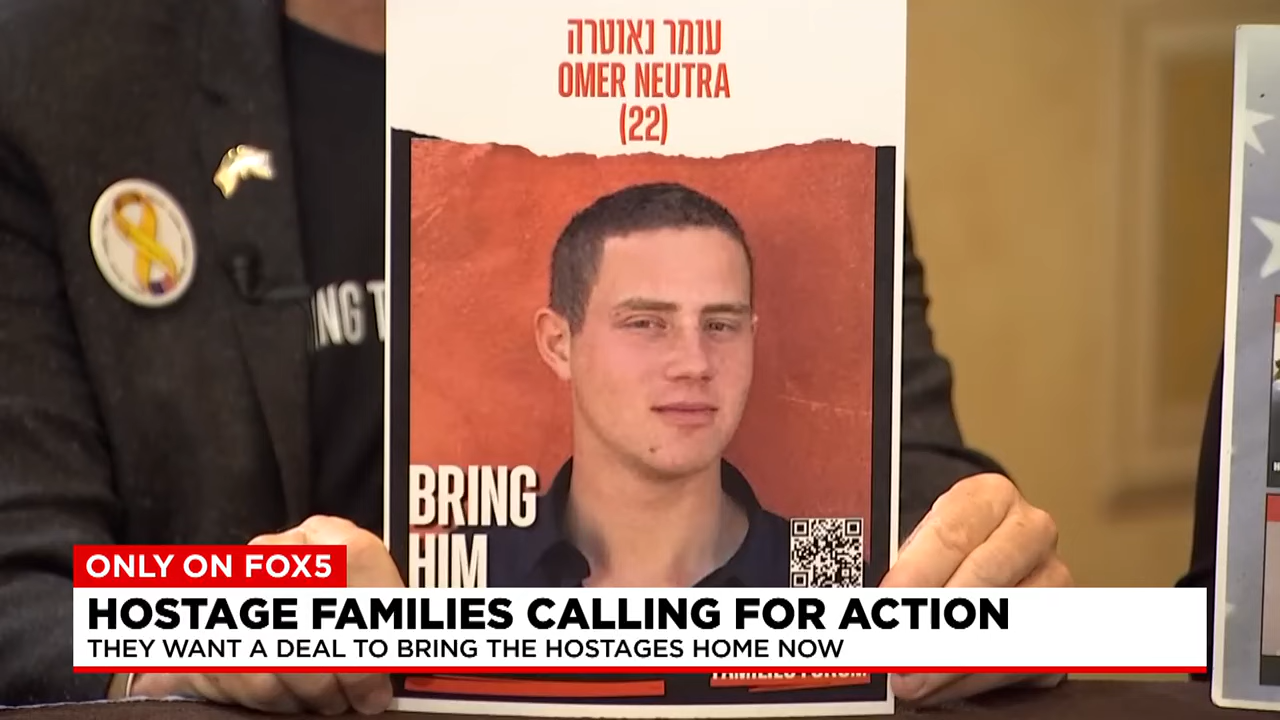 עומר נאוטרה
OMER NEUTRA
(22)
BRING
HIM
ONLY ON FOX5
HOSTAGE FAMILIES CALLING FOR ACTION
THEY WANT A DEAL TO BRING THE HOSTAGES HOME NOW